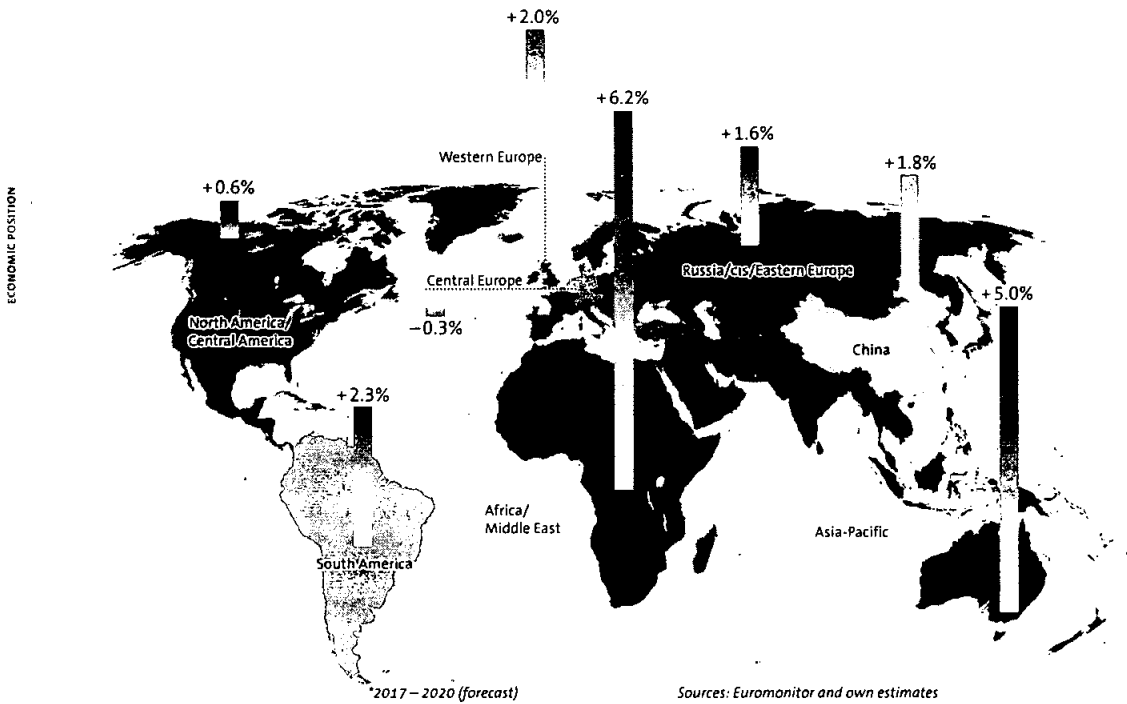 +2.0%
+6.2%
+1.6%
Western Europe
+1.8%
+0.6%
ECONOMIC POSITION
Russia/CIS/Eastern Europe
Central Europe
+5.0%
North America/
Central America
−0.3%
China
+2.3%
Africa/
Middle East
Asia-Pacific
South America
*2017 – 2020 (forecast)
Sources: Euromonitor and own estimates